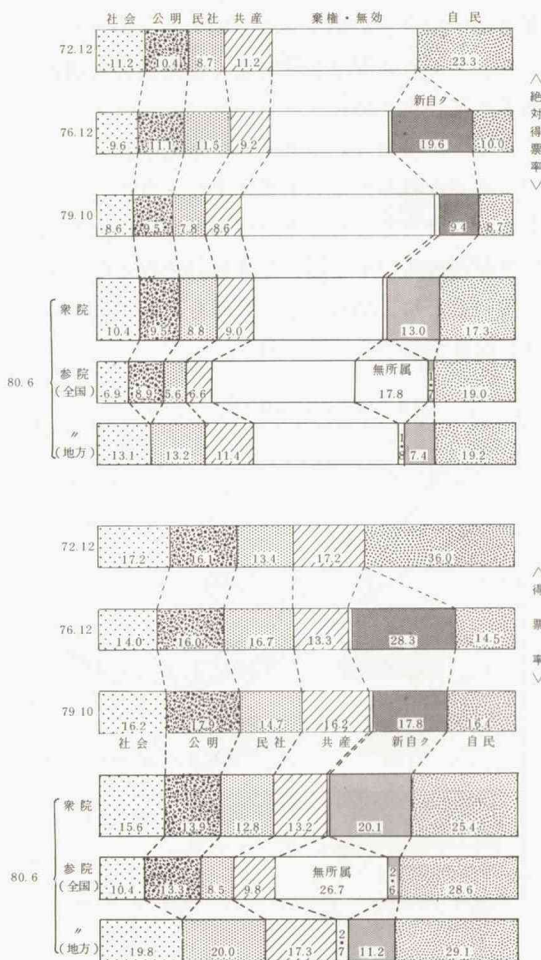 社会 公明 民社 共産 棄権・無効 自民
72.12 11.2 10.4 8.7 11.2 23.3
新自ク
76.12 9.6 11.1 11.5 9.2 19.6 10.0
79.10 8.6 9.5 7.8 8.6 9.4 8.7
〈絶対得票率〉
80.6
衆院 10.4 9.5 8.8 9.0 13.0 17.3
参院(全国) 6.9 8.9 5.6 6.6 無所属 17.8 19.0
〃(地方) 13.1 13.2 11.4 1・8 7.4 19.2
72.12 17.2 16.1 13.4 17.2 36.0
76.12 14.0 16.0 16.7 13.3 28.3 14.5
79.10 16.2 17.9 14.7 16.2 17.8 16.4
社会 公明 民社 共産 新自ク 自民
〈得票率〉
80.6
衆院 15.6 13.9 12.8 13.2 20.1 25.4
参院(全国) 10.4 13.3 8.5 9.8 無所属 26.7 2・6 28.6
〃(地方) 19.8 20.0 17.3 2・7 11.2 29.1